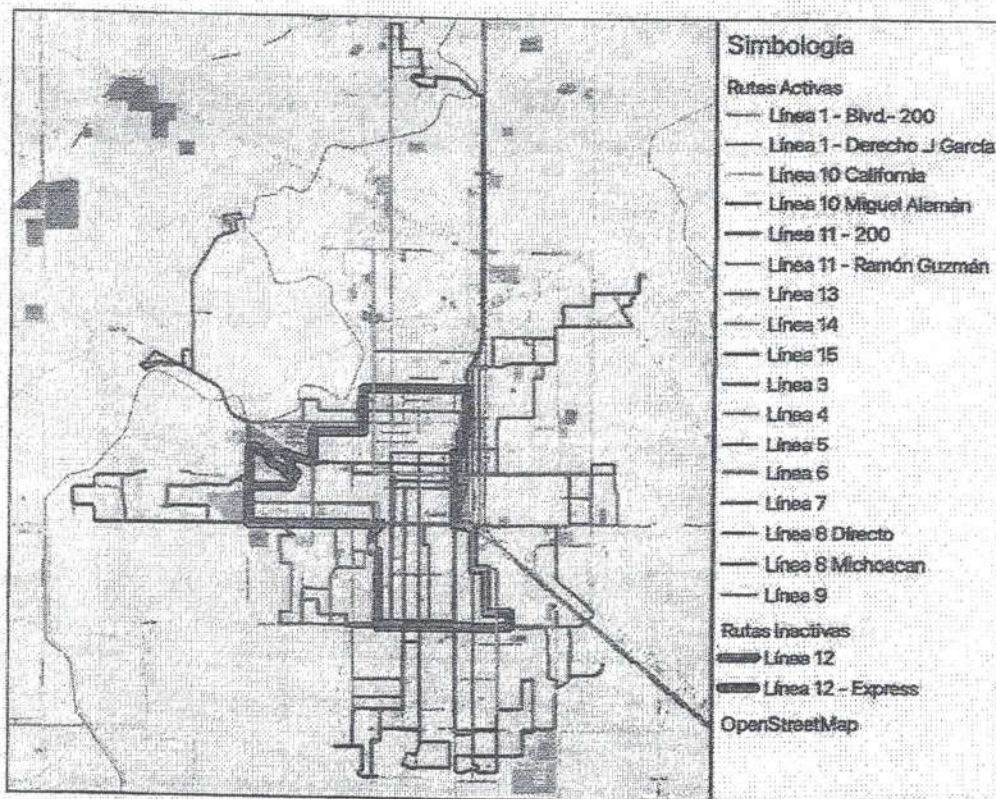 Simbología
Rutas Activas
Línea 1 - Blvd.- 200
Línea 1 - Derecho J García
Línea 10 California
Línea 10 Miguel Alemán
Línea 11 - 200
Línea 11 - Ramón Guzmán
Línea 13
Línea 14
Línea 15
Línea 3
Línea 4
Línea 5
Línea 6
Línea 7
Línea 8 Directo
Línea 8 Michoacan
Línea 9
Rutas Inactivas
Línea 12
Línea 12 - Express
OpenStreetMap